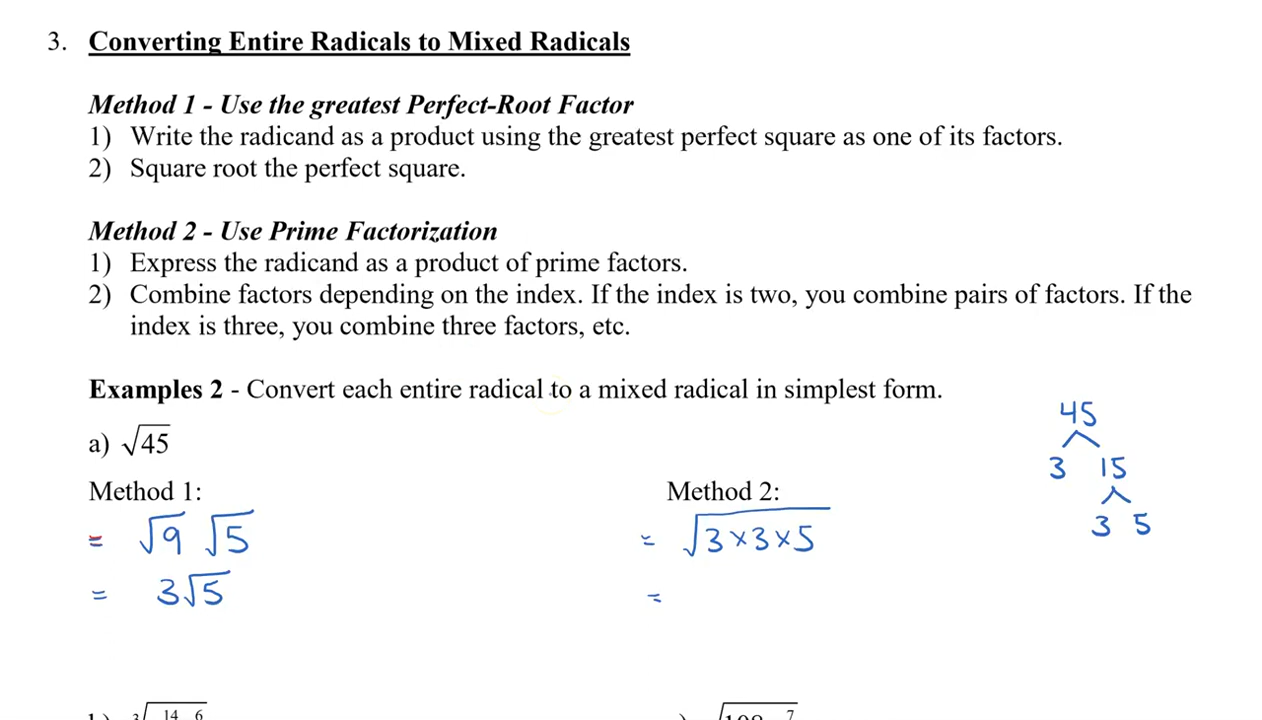 3. Converting Entire Radicals to Mixed Radicals
Method 1 - Use the greatest Perfect-Root Factor
1) Write the radicand as a product using the greatest perfect square as one of its factors.
2) Square root the perfect square.
Method 2 - Use Prime Factorization
1) Express the radicand as a product of prime factors.
2) Combine factors depending on the index. If the index is two, you combine pairs of factors. If the
index is three, you combine three factors, etc.
Examples 2 - Convert each entire radical to a mixed radical in simplest form.
a) √45
Method 1:
= √9 √5
= 3√5
Method 2:
= √3×3×5
=
45
3 15
3 5